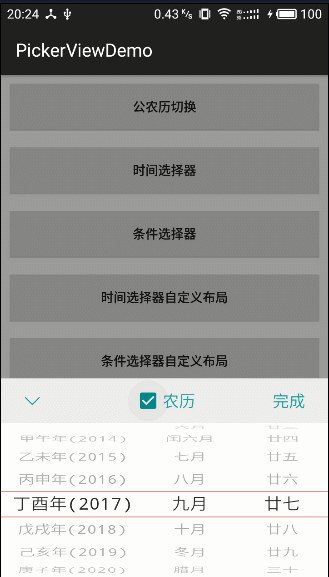 20:24 0.43 K/s 100
PickerViewDemo
公农历切换
时间选择器
条件选择器
时间选择器自定义布局
条件选择器自定义布局
农历 完成
甲午年(2014) 闰六月 廿四
乙未年(2015) 七月 廿五
丙申年(2016) 八月 廿六
丁酉年(2017) 九月 廿七
戊戌年(2018) 十月 廿八
己亥年(2019) 冬月 廿九
庚子年(2020) 腊月 三十